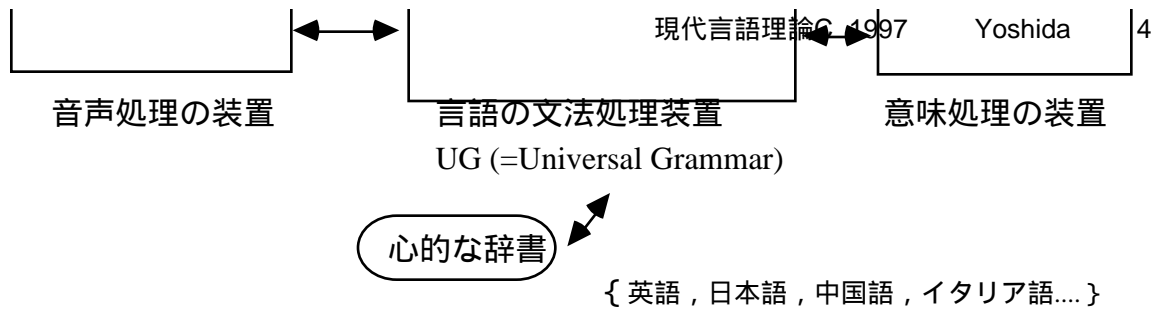 現代言語理論C 1997 Yoshida 4
音声処理の装置 言語の文法処理装置 意味処理の装置
UG (=Universal Grammar)
心的な辞書
{ 英語 , 日本語 , 中国語 , イタリア語.... }